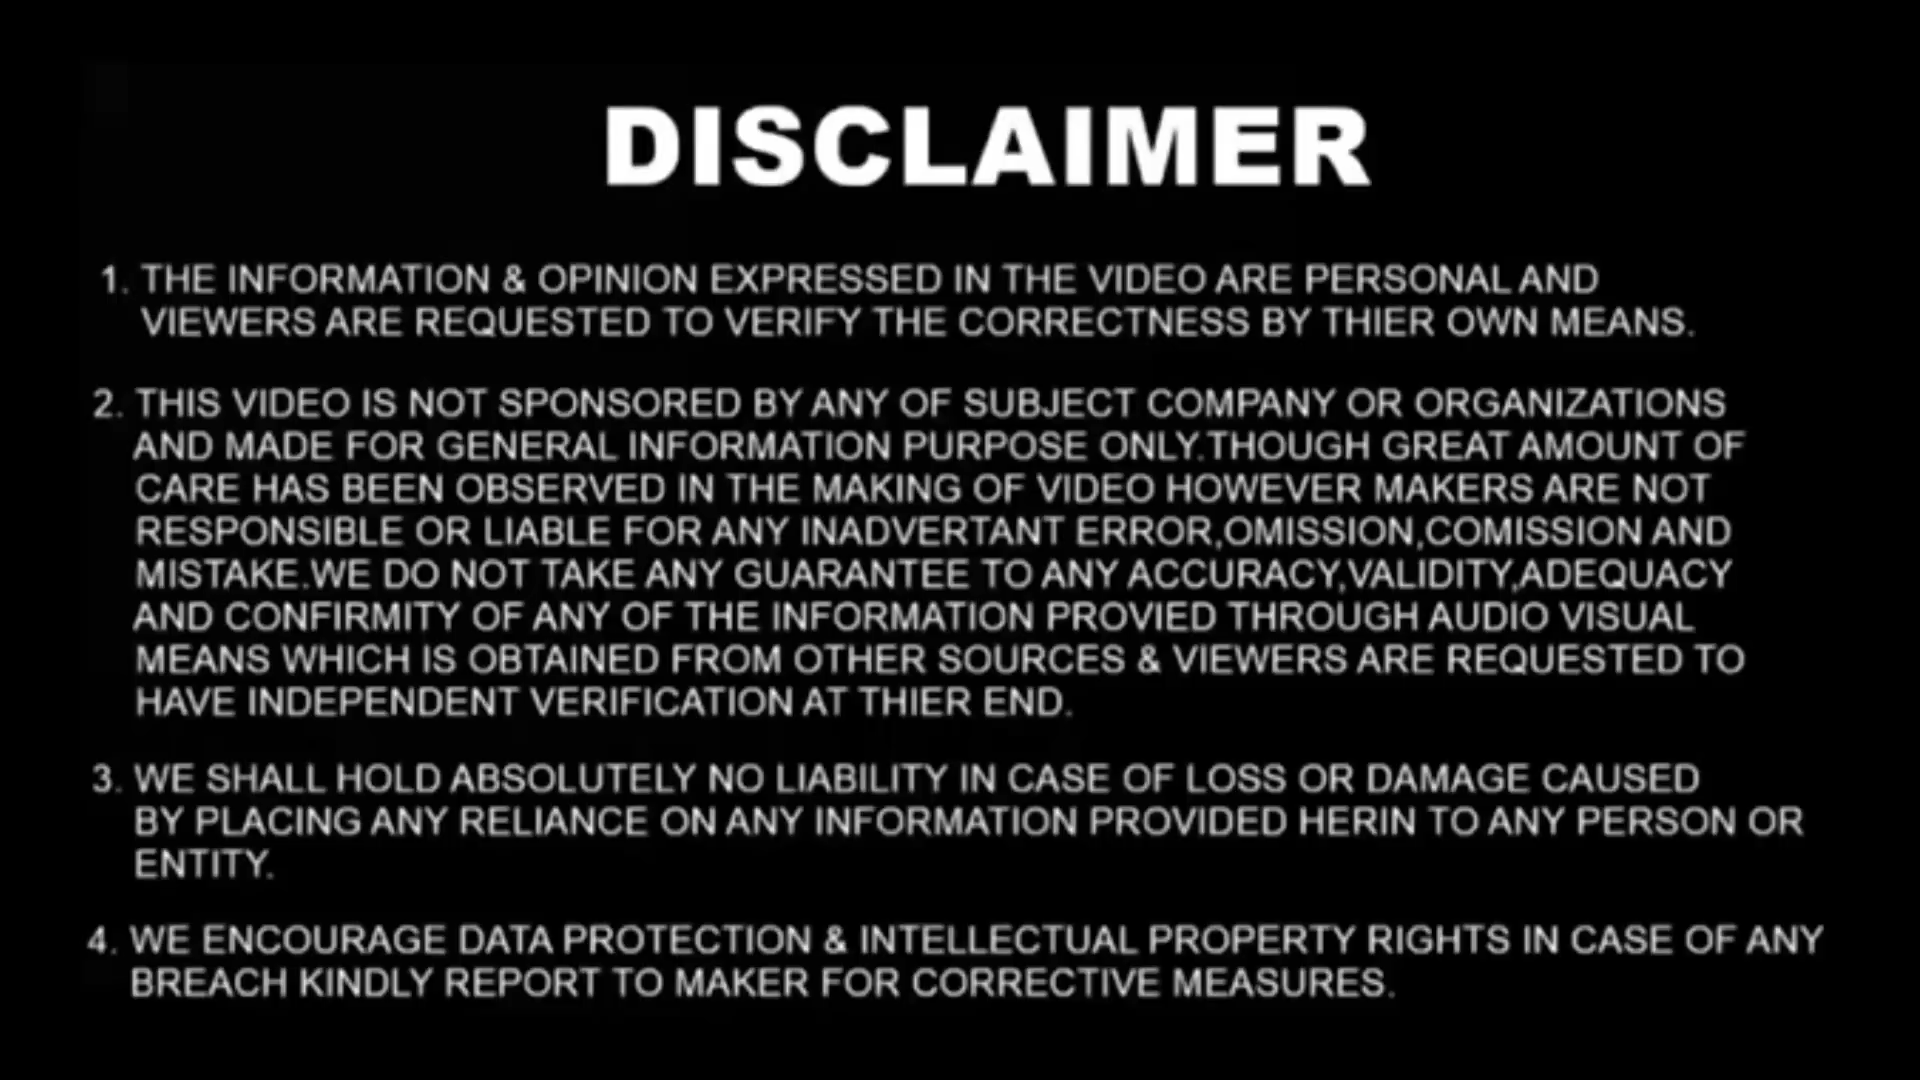 DISCLAIMER
1. THE INFORMATION & OPINION EXPRESSED IN THE VIDEO ARE PERSONAL AND
VIEWERS ARE REQUESTED TO VERIFY THE CORRECTNESS BY THIER OWN MEANS.
2. THIS VIDEO IS NOT SPONSORED BY ANY OF SUBJECT COMPANY OR ORGANIZATIONS
AND MADE FOR GENERAL INFORMATION PURPOSE ONLY.THOUGH GREAT AMOUNT OF
CARE HAS BEEN OBSERVED IN THE MAKING OF VIDEO HOWEVER MAKERS ARE NOT
RESPONSIBLE OR LIABLE FOR ANY INADVERTANT ERROR,OMISSION,COMISSION AND
MISTAKE.WE DO NOT TAKE ANY GUARANTEE TO ANY ACCURACY,VALIDITY,ADEQUACY
AND CONFIRMITY OF ANY OF THE INFORMATION PROVIED THROUGH AUDIO VISUAL
MEANS WHICH IS OBTAINED FROM OTHER SOURCES & VIEWERS ARE REQUESTED TO
HAVE INDEPENDENT VERIFICATION AT THIER END.
3. WE SHALL HOLD ABSOLUTELY NO LIABILITY IN CASE OF LOSS OR DAMAGE CAUSED
BY PLACING ANY RELIANCE ON ANY INFORMATION PROVIDED HERIN TO ANY PERSON OR
ENTITY.
4. WE ENCOURAGE DATA PROTECTION & INTELLECTUAL PROPERTY RIGHTS IN CASE OF ANY
BREACH KINDLY REPORT TO MAKER FOR CORRECTIVE MEASURES.